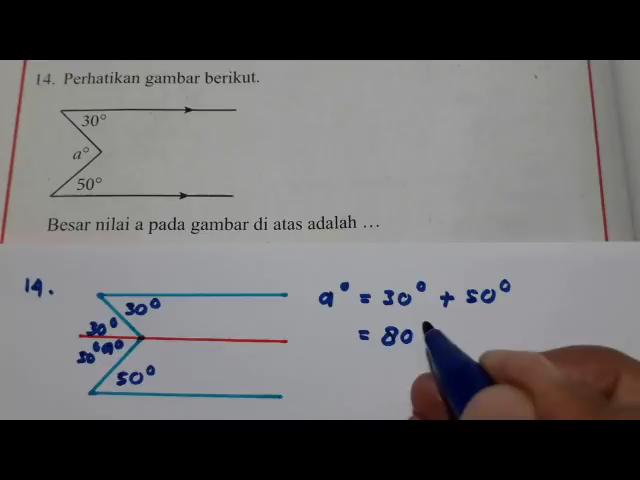 14. Perhatikan gambar berikut.
30°
a°
50°
Besar nilai a pada gambar di atas adalah ...
14.
30°
30°
50° a°
50°
a° = 30° + 50°
= 80